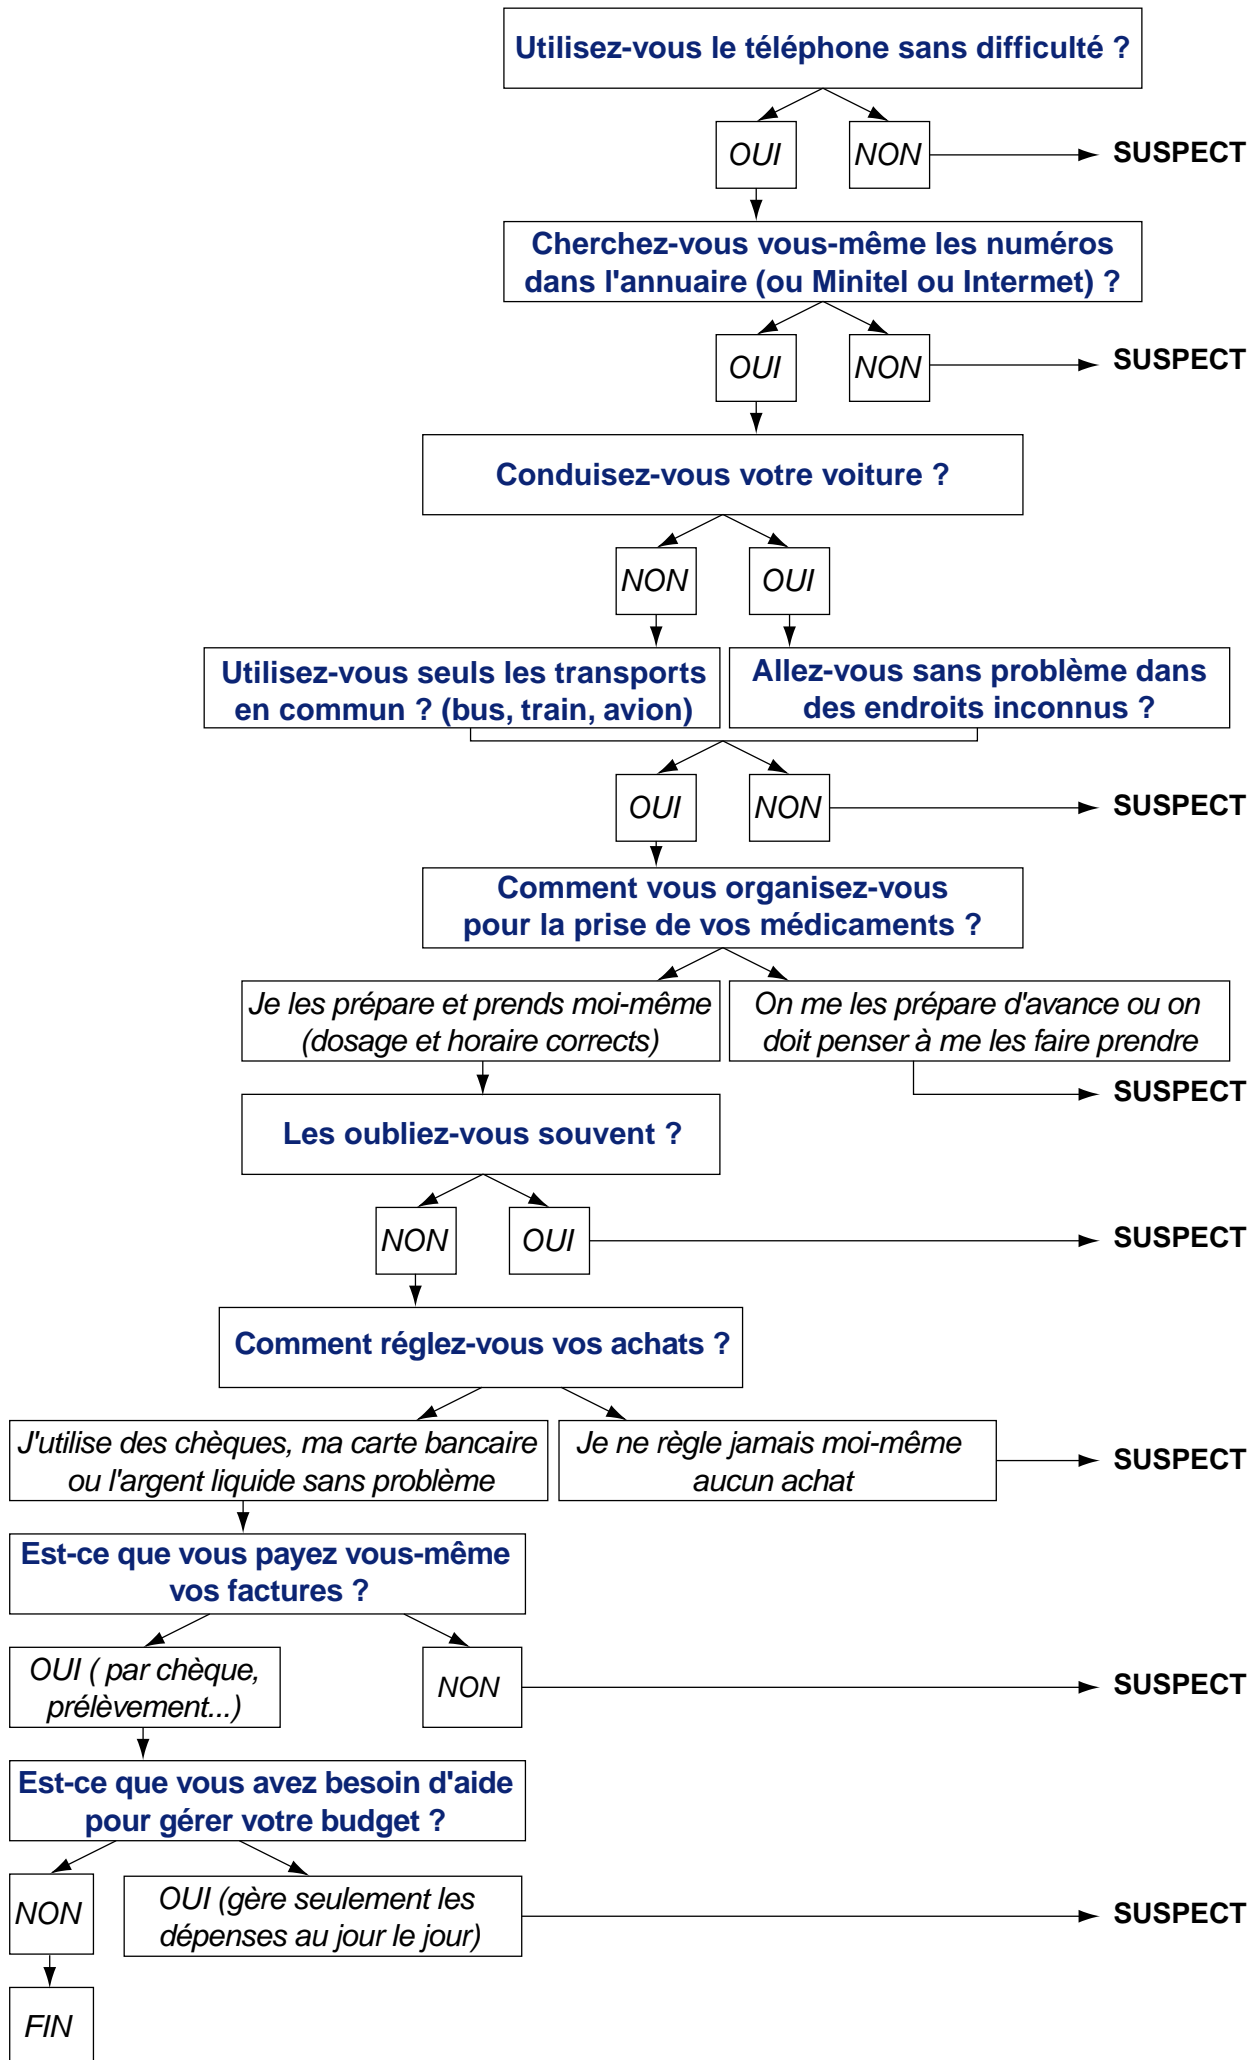 Utilisez-vous le téléphone sans difficulté ?
OUI
NON
SUSPECT
Cherchez-vous vous-même les numéros
dans l'annuaire (ou Minitel ou Intermet) ?
OUI
NON
SUSPECT
Conduisez-vous votre voiture ?
NON
OUI
Utilisez-vous seuls les transports
en commun ? (bus, train, avion)
Allez-vous sans problème dans
des endroits inconnus ?
OUI
NON
SUSPECT
Comment vous organisez-vous
pour la prise de vos médicaments ?
Je les prépare et prends moi-même
(dosage et horaire corrects)
On me les prépare d'avance ou on
doit penser à me les faire prendre
SUSPECT
Les oubliez-vous souvent ?
NON
OUI
SUSPECT
Comment réglez-vous vos achats ?
J'utilise des chèques, ma carte bancaire
ou l'argent liquide sans problème
Je ne règle jamais moi-même
aucun achat
SUSPECT
Est-ce que vous payez vous-même
vos factures ?
OUI ( par chèque,
prélèvement...)
NON
SUSPECT
Est-ce que vous avez besoin d'aide
pour gérer votre budget ?
NON
OUI (gère seulement les
dépenses au jour le jour)
SUSPECT
FIN